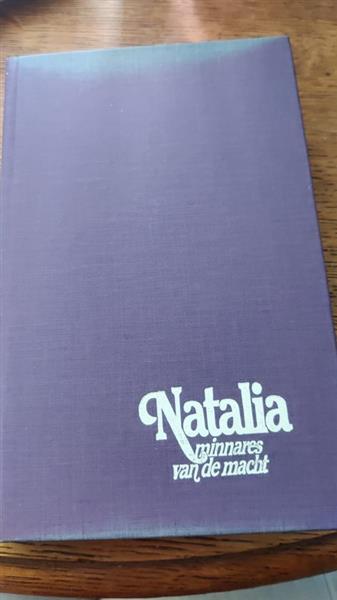 Natalia
minnares
van de macht